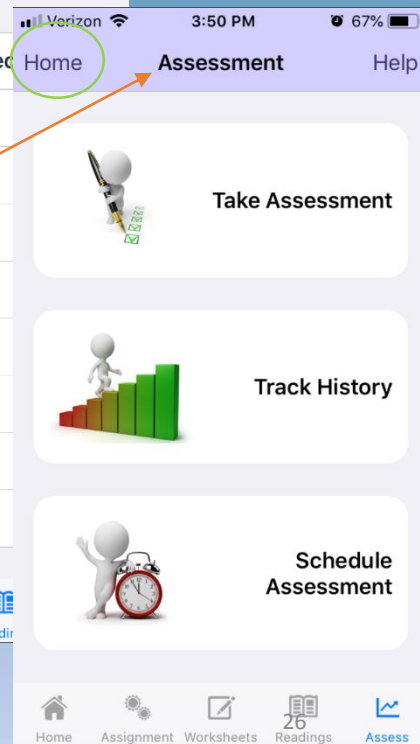 Verizon 3:50 PM 67%
Home Assessment Help
Take Assessment
Track History
Schedule
Assessment
26
Home Assignment Worksheets Readings Assess